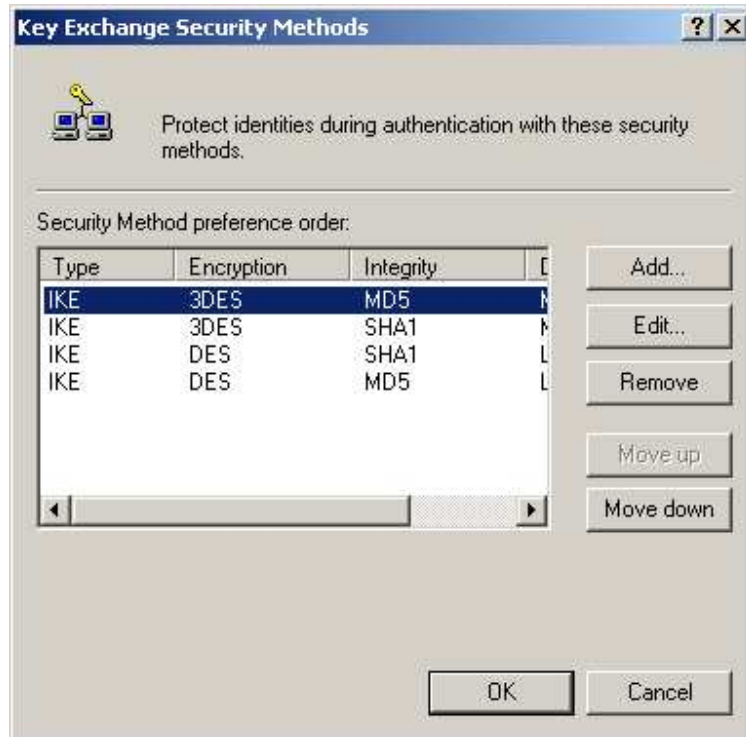 Key Exchange Security Methods
Protect identities during authentication with these security
methods.
Security Method preference order:
Type Encryption Integrity
IKE 3DES MD5
IKE 3DES SHA1
IKE DES SHA1
IKE DES MD5
Add...
Edit...
Remove
Move up
Move down
OK Cancel